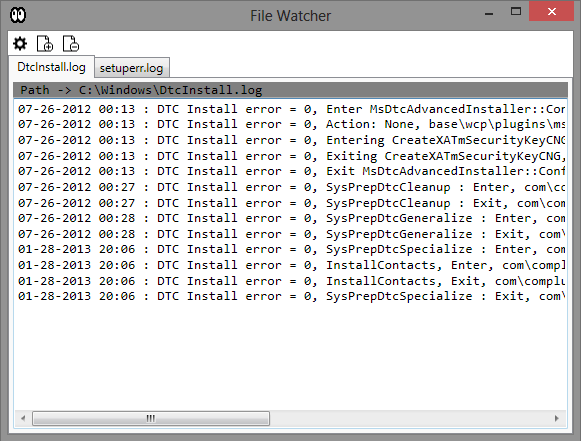 File Watcher
DtcInstall.log
setuperr.log
Path -> C:\Windows\DtcInstall.log
07-26-2012 00:13 : DTC Install error = 0, Enter MsDtcAdvancedInstaller::Con
07-26-2012 00:13 : DTC Install error = 0, Action: None, base\wcp\plugins\ms
07-26-2012 00:13 : DTC Install error = 0, Entering CreateXATmSecurityKeyCNG
07-26-2012 00:13 : DTC Install error = 0, Exiting CreateXATmSecurityKeyCNG,
07-26-2012 00:13 : DTC Install error = 0, Exit MsDtcAdvancedInstaller::Conf
07-26-2012 00:27 : DTC Install error = 0, SysPrepDtcCleanup : Enter, com\co
07-26-2012 00:27 : DTC Install error = 0, SysPrepDtcCleanup : Exit, com\com
07-26-2012 00:28 : DTC Install error = 0, SysPrepDtcGeneralize : Enter, com
07-26-2012 00:28 : DTC Install error = 0, SysPrepDtcGeneralize : Exit, com\
01-28-2013 20:06 : DTC Install error = 0, SysPrepDtcSpecialize : Enter, com
01-28-2013 20:06 : DTC Install error = 0, InstallContacts, Enter, com\compl
01-28-2013 20:06 : DTC Install error = 0, InstallContacts, Exit, com\complu
01-28-2013 20:06 : DTC Install error = 0, SysPrepDtcSpecialize : Exit, com\